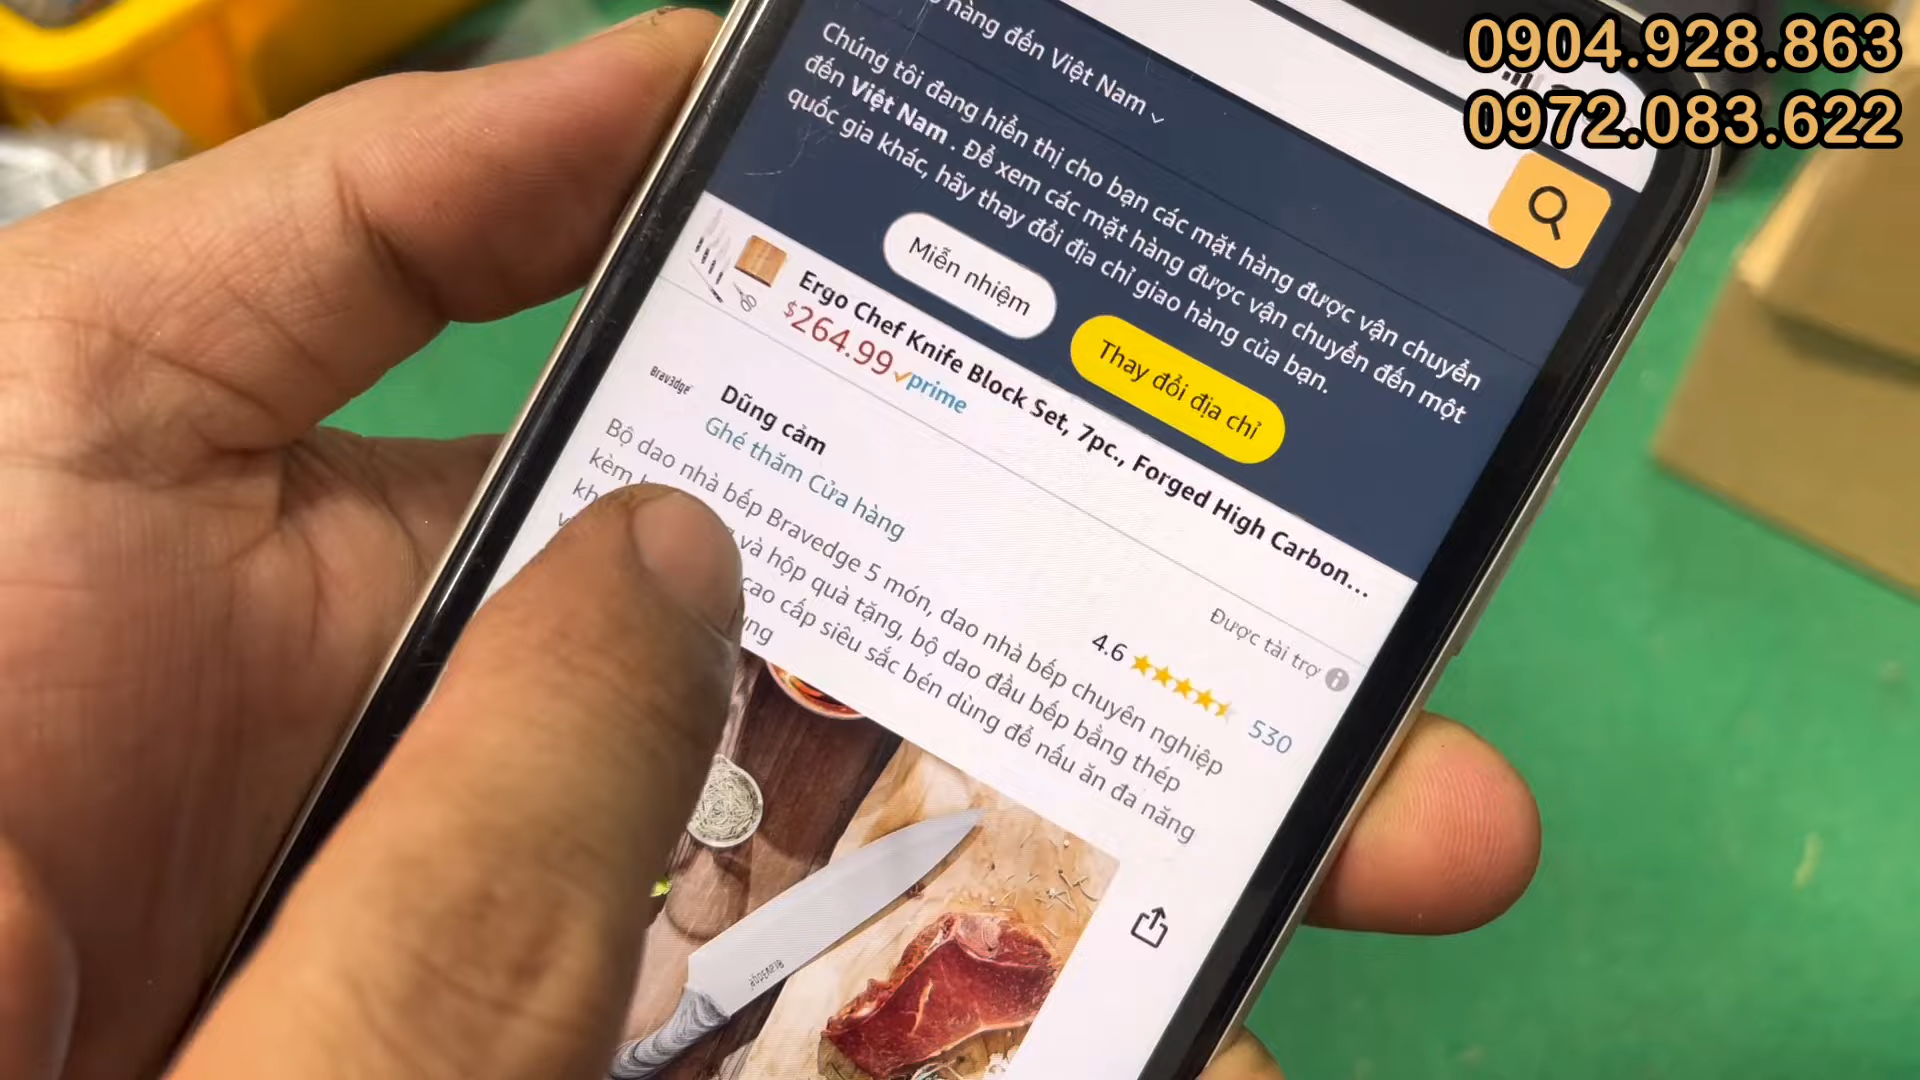 0904.928.863
0972.083.622
hàng đến Việt Nam
Chúng tôi đang hiển thị cho bạn các mặt hàng được vận chuyển
đến Việt Nam . Để xem các mặt hàng được vận chuyển đến một
quốc gia khác, hãy thay đổi địa chỉ giao hàng của bạn.
Miễn nhiệm
Thay đổi địa chỉ
Ergo Chef Knife Block Set, 7pc., Forged High Carbon...
$264.99 prime
Bravedge
Dũng cảm
Ghé thăm Cửa hàng
Được tài trợ
4.6
530
Bộ dao nhà bếp Bravedge 5 món, dao nhà bếp chuyên nghiệp
kèm và hộp quà tặng, bộ dao đầu bếp bằng thép
cao cấp siêu sắc bén dùng để nấu ăn đa năng
BRAVEDGE